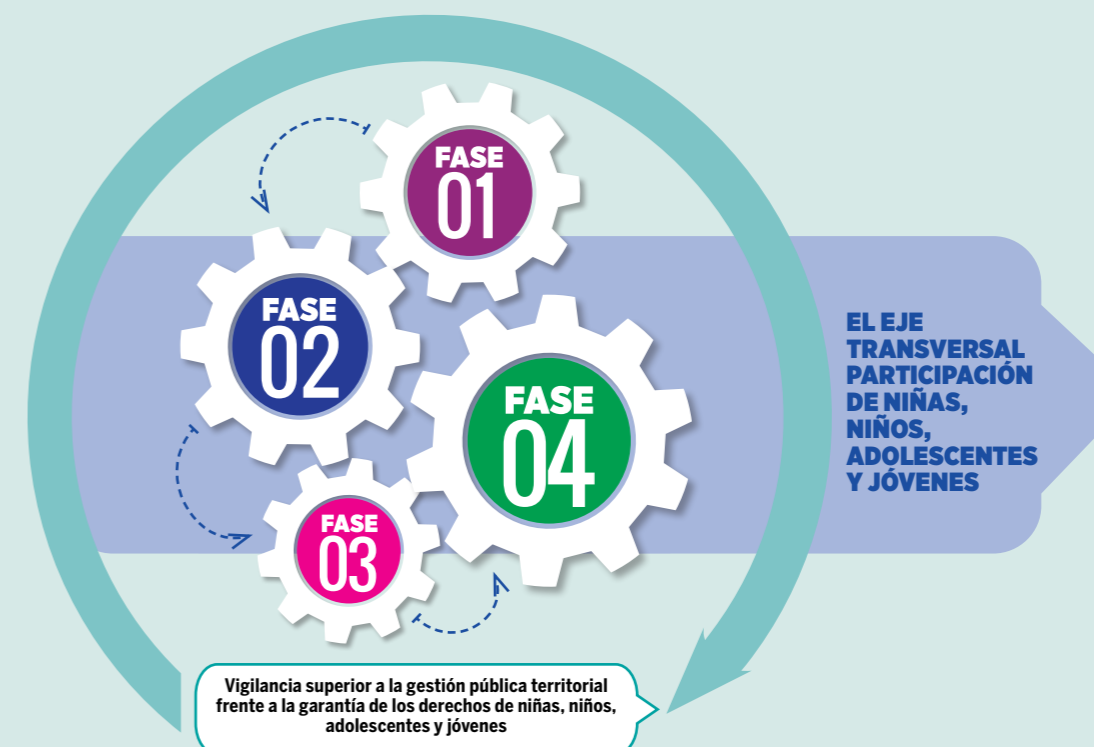 FASE
01
FASE
02
FASE
04
FASE
03
EL EJE
TRANSVERSAL
PARTICIPACIÓN
DE NIÑAS,
NIÑOS,
ADOLESCENTES
Y JÓVENES
Vigilancia superior a la gestión pública territorial
frente a la garantía de los derechos de niñas, niños,
adolescentes y jóvenes